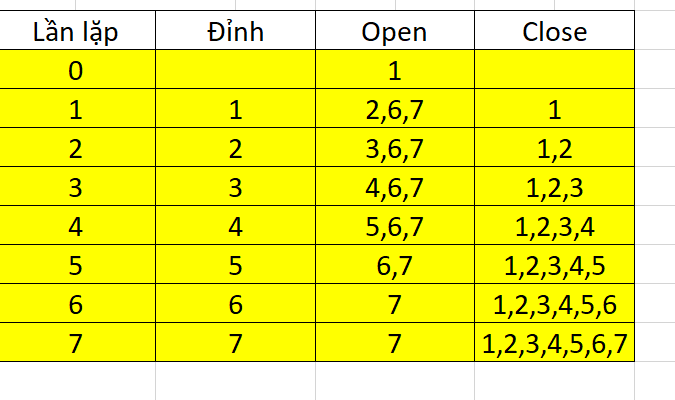 Lần lặp Đỉnh Open Close
0 1
1 1 2,6,7 1
2 2 3,6,7 1,2
3 3 4,6,7 1,2,3
4 4 5,6,7 1,2,3,4
5 5 6,7 1,2,3,4,5
6 6 7 1,2,3,4,5,6
7 7 7 1,2,3,4,5,6,7